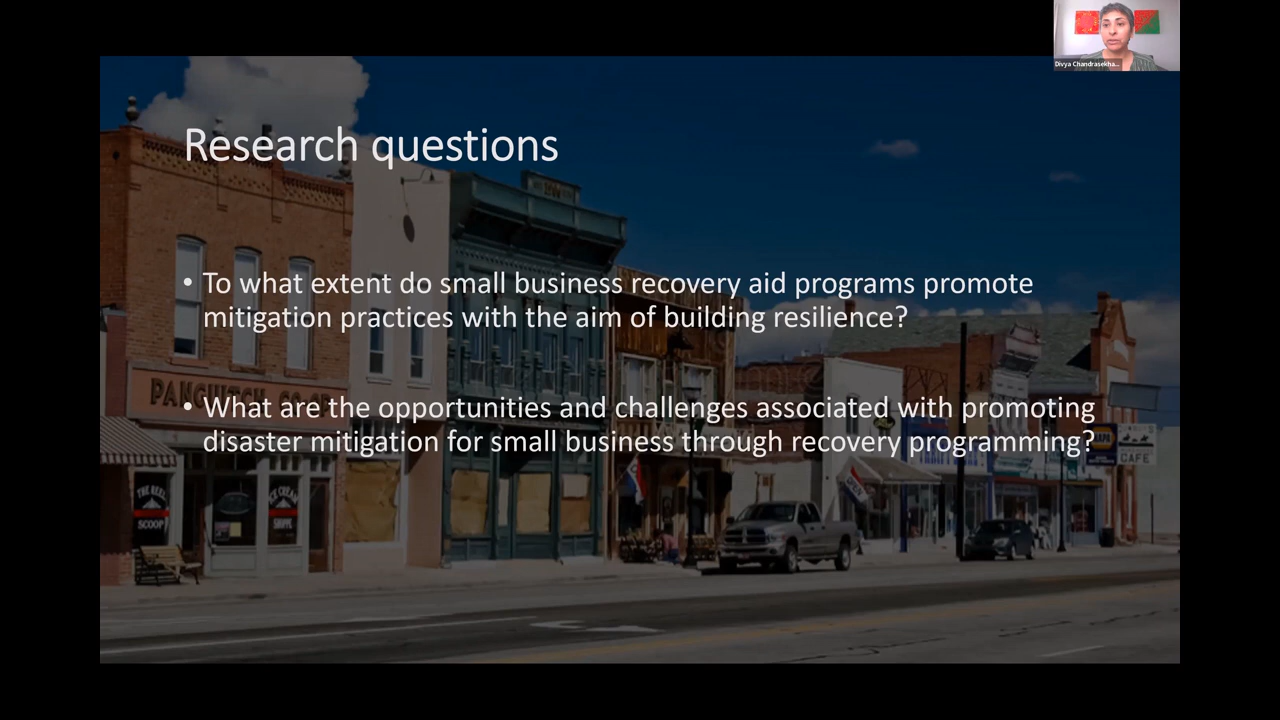 Divya Chandrasekha...
Research questions
• To what extent do small business recovery aid programs promote
mitigation practices with the aim of building resilience?
• What are the opportunities and challenges associated with promoting
disaster mitigation for small business through recovery programming?
THE REEL
SCOOP
ICE CREAM
SHOPPE
OPEN
NAPA
CAFE